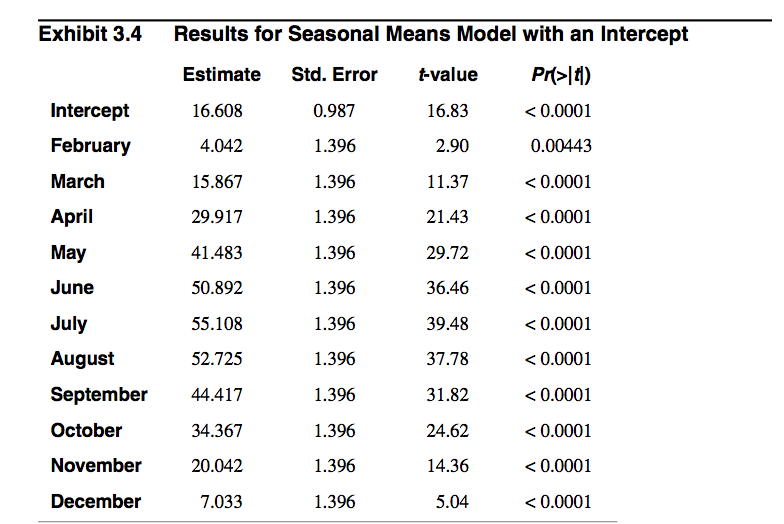 Exhibit 3.4 Results for Seasonal Means Model with an Intercept
Estimate Std. Error t-value Pr(>|t|)
Intercept 16.608 0.987 16.83 < 0.0001
February 4.042 1.396 2.90 0.00443
March 15.867 1.396 11.37 < 0.0001
April 29.917 1.396 21.43 < 0.0001
May 41.483 1.396 29.72 < 0.0001
June 50.892 1.396 36.46 < 0.0001
July 55.108 1.396 39.48 < 0.0001
August 52.725 1.396 37.78 < 0.0001
September 44.417 1.396 31.82 < 0.0001
October 34.367 1.396 24.62 < 0.0001
November 20.042 1.396 14.36 < 0.0001
December 7.033 1.396 5.04 < 0.0001